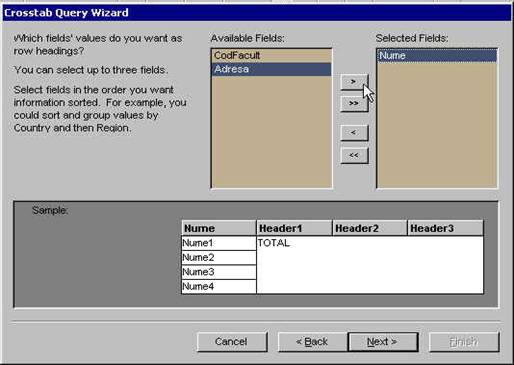 Crosstab Query Wizard
Which fields' values do you want as
row headings?
You can select up to three fields.
Select fields in the order you want
information sorted. For example, you
could sort and group values by
Country and then Region.
Available Fields:
CodFacult
Adresa
>
>>
<
<<
Selected Fields:
Nume
Sample:
Nume Header1 Header2 Header3
Nume1 TOTAL
Nume2
Nume3
Nume4
Cancel < Back Next > Finish